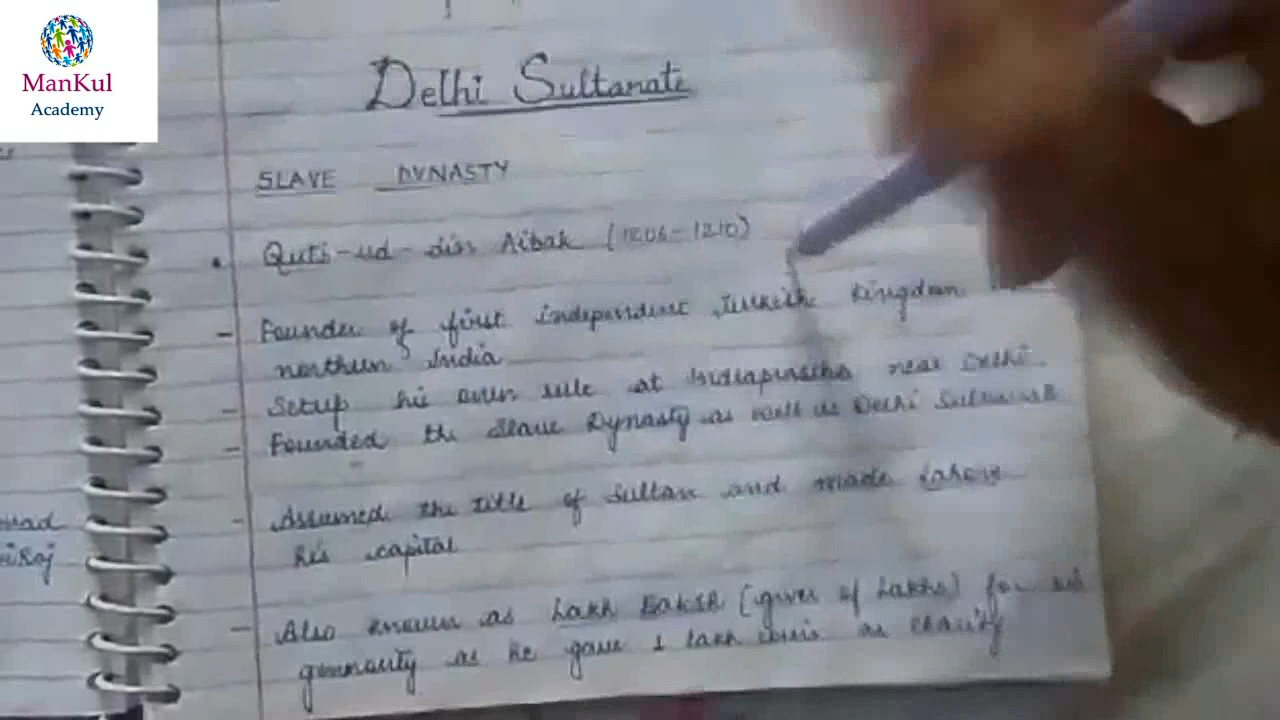 ManKul
Academy
Delhi Sultanate
SLAVE DYNASTY
Qutb-ud-din Aibak (1206-1210)
- Founder of first independent Turkish Kingdom
northern India
- Setup his own rule at Indraprastha near Delhi.
- Founded the Slave Dynasty as well as Delhi Sultanate
- Assumed the title of Sultan and made Lahore
his capital
- Also known as Lakh Baksh (giver of Lakhs) for his
generosity as he gave 1 lakh coins as charity